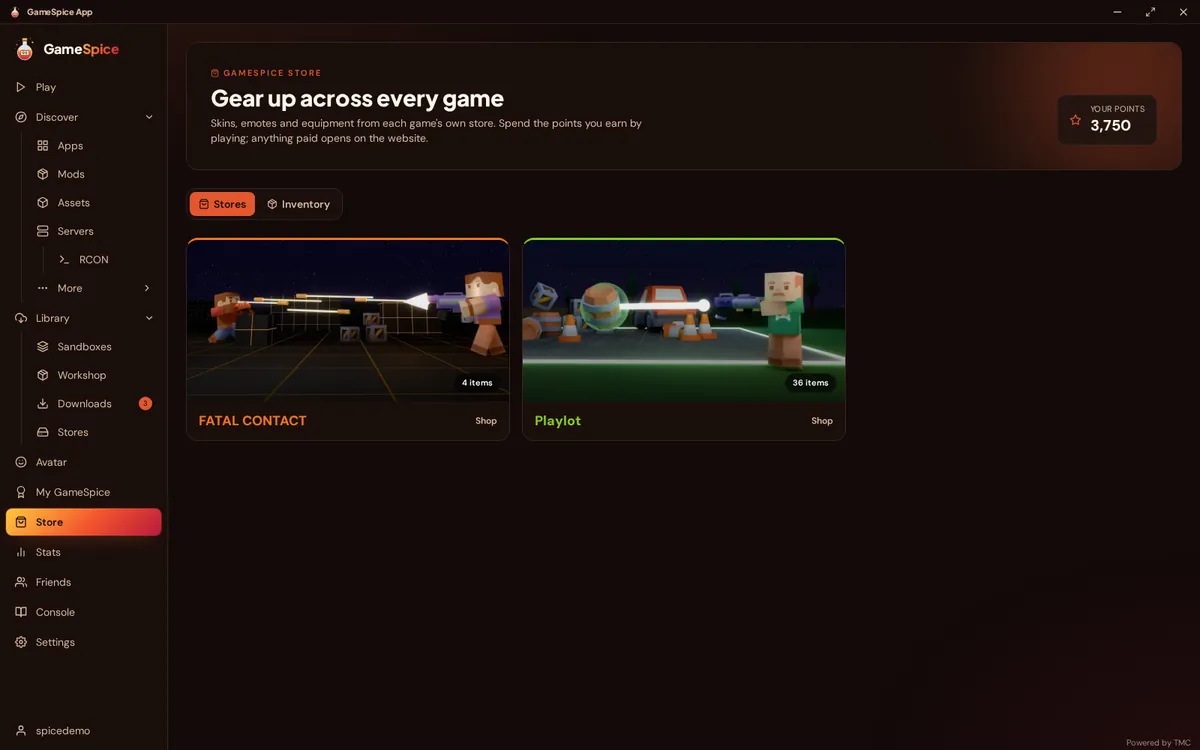 GameSpice App
GameSpice
Play
Discover
Apps
Mods
Assets
Servers
RCON
More
Library
Sandboxes
Workshop
Downloads
3
Stores
Avatar
My GameSpice
Store
Stats
Friends
Console
Settings
spicedemo
GAMESPICE STORE
Gear up across every game
Skins, emotes and equipment from each game's own store. Spend the points you earn by
playing; anything paid opens on the website.
YOUR POINTS
3,750
Stores
Inventory
4 items
FATAL CONTACT
Shop
36 items
Playlot
Shop
Powered by TMC